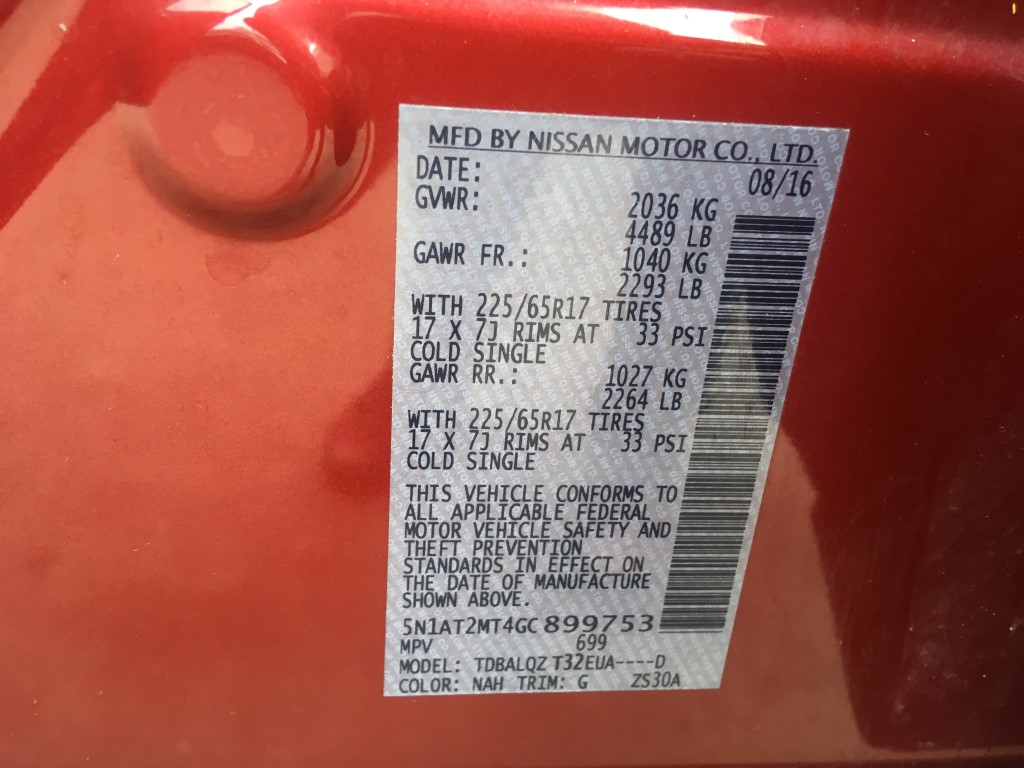 MFD BY NISSAN MOTOR CO., LTD.
DATE: 08/16
GVWR: 2036 KG
4489 LB
GAWR FR.: 1040 KG
2293 LB
WITH 225/65R17 TIRES
17 X 7J RIMS AT 33 PSI
COLD SINGLE
GAWR RR.: 1027 KG
2264 LB
WITH 225/65R17 TIRES
17 X 7J RIMS AT 33 PSI
COLD SINGLE
THIS VEHICLE CONFORMS TO
ALL APPLICABLE FEDERAL
MOTOR VEHICLE SAFETY AND
THEFT PREVENTION
STANDARDS IN EFFECT ON
THE DATE OF MANUFACTURE
SHOWN ABOVE.
5N1AT2MT4GC899753
MPV 699
MODEL: TDBALQZ T32EUA----D
COLOR: NAH TRIM: G ZS30A